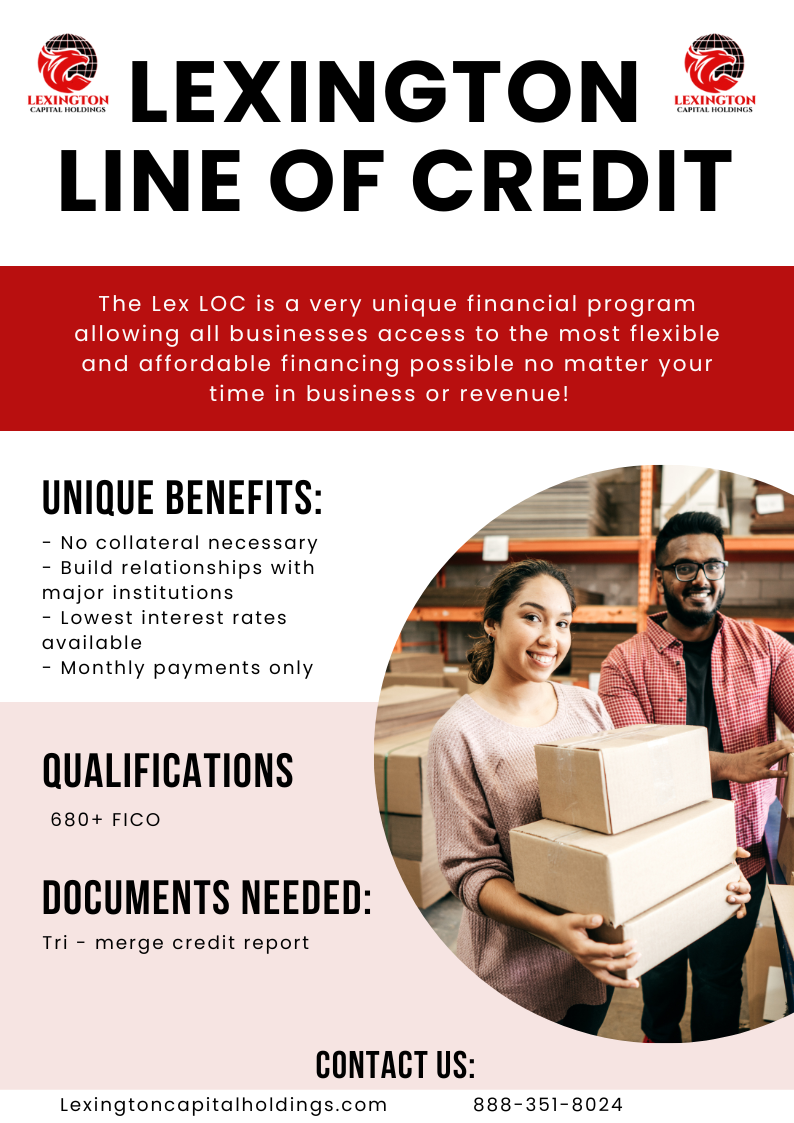 LEXINGTON
CAPITAL HOLDINGS
LEXINGTON
LEXINGTON
CAPITAL HOLDINGS
LINE OF CREDIT
The Lex LOC is a very unique financial program
allowing all businesses access to the most flexible
and affordable financing possible no matter your
time in business or revenue!
UNIQUE BENEFITS:
- No collateral necessary
- Build relationships with
major institutions
- Lowest interest rates
available
- Monthly payments only
QUALIFICATIONS
680+ FICO
DOCUMENTS NEEDED:
Tri - merge credit report
CONTACT US:
Lexingtoncapitalholdings.com 888-351-8024